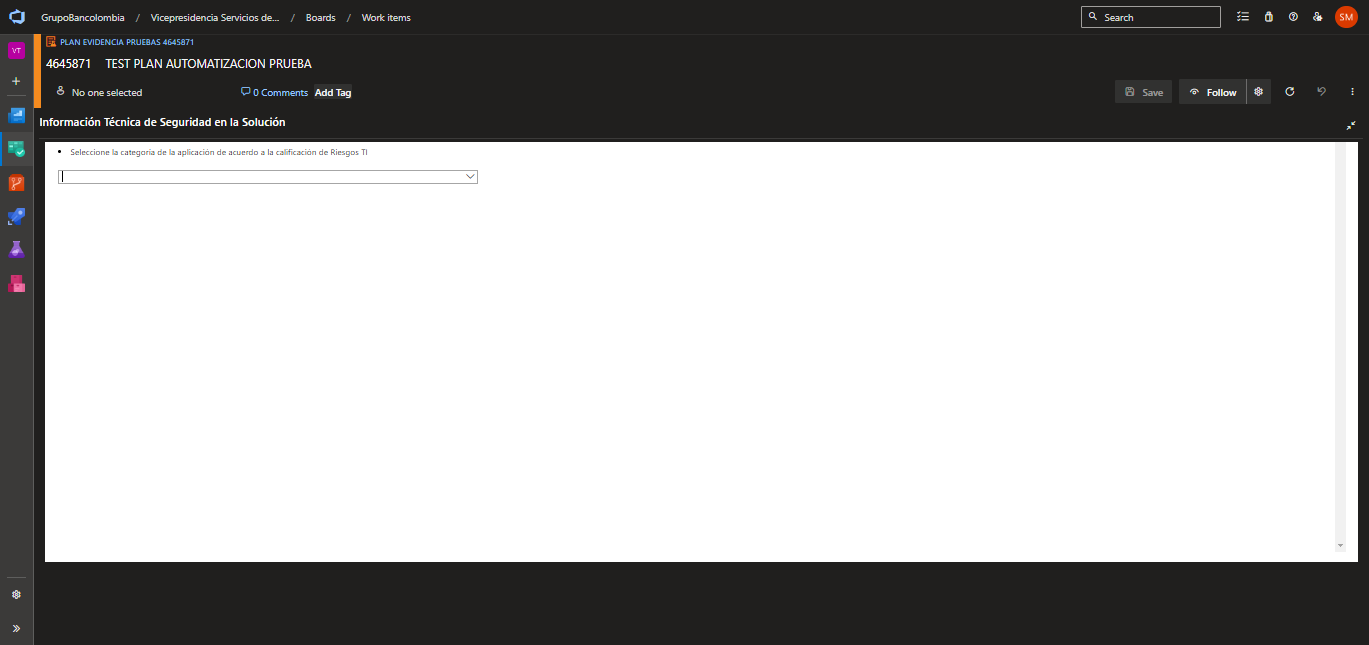 GrupoBancolombia / Vicepresidencia Servicios de... / Boards / Work items
Search
SM
VT
PLAN EVIDENCIA PRUEBAS 4645871
4645871 TEST PLAN AUTOMATIZACION PRUEBA
No one selected
0 Comments
Add Tag
Save
Follow
Información Técnica de Seguridad en la Solución
Seleccione la categoría de la aplicación de acuerdo a la calificación de Riesgos TI